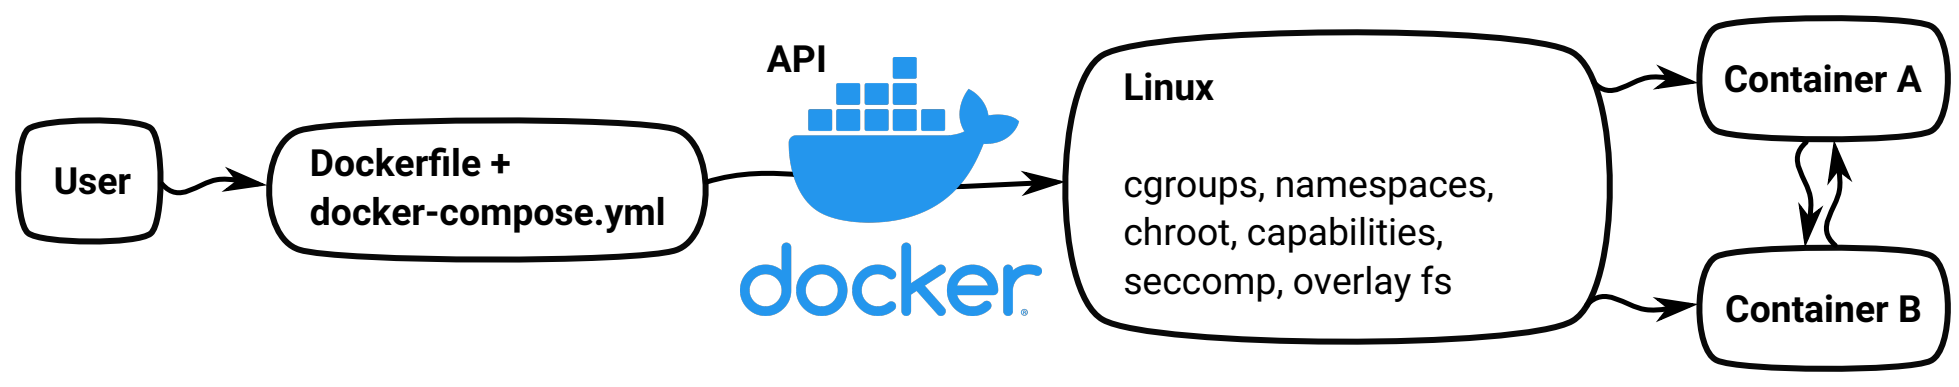 User
Dockerfile +
docker-compose.yml
API
docker®
Linux
cgroups, namespaces,
chroot, capabilities,
seccomp, overlay fs
Container A
Container B